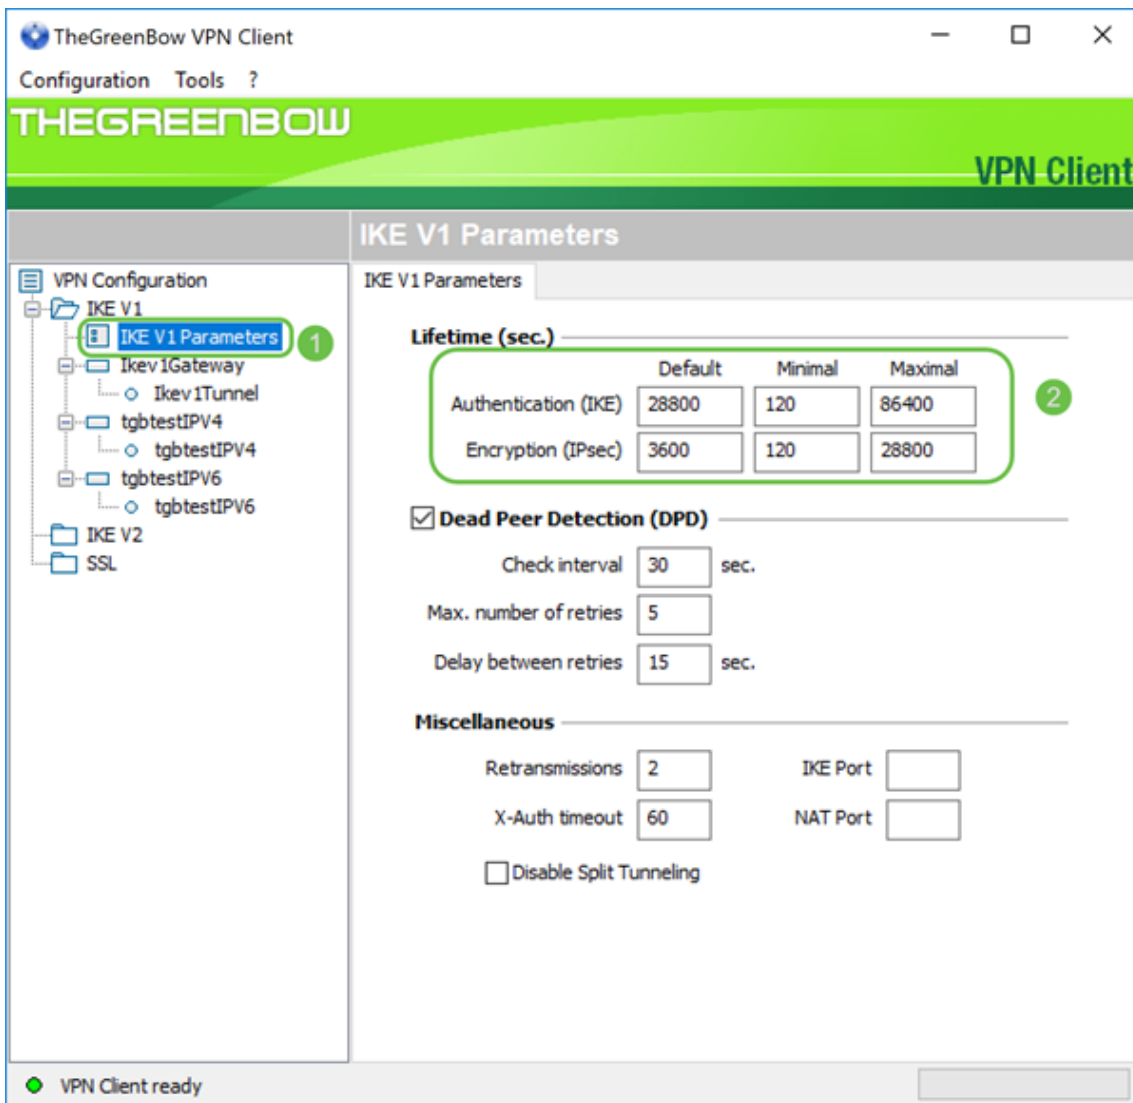 TheGreenBow VPN Client
Configuration Tools ?
THEGREENBOW
VPN Client
IKE V1 Parameters
VPN Configuration
IKE V1
IKE V1 Parameters
1
Ikev1Gateway
Ikev1Tunnel
tgbtestIPV4
tgbtestIPV4
tgbtestIPV6
tgbtestIPV6
IKE V2
SSL
IKE V1 Parameters
Lifetime (sec.)
Default Minimal Maximal
Authentication (IKE) 28800 120 86400
2
Encryption (IPsec) 3600 120 28800
Dead Peer Detection (DPD)
Check interval 30 sec.
Max. number of retries 5
Delay between retries 15 sec.
Miscellaneous
Retransmissions 2 IKE Port
X-Auth timeout 60 NAT Port
Disable Split Tunneling
VPN Client ready